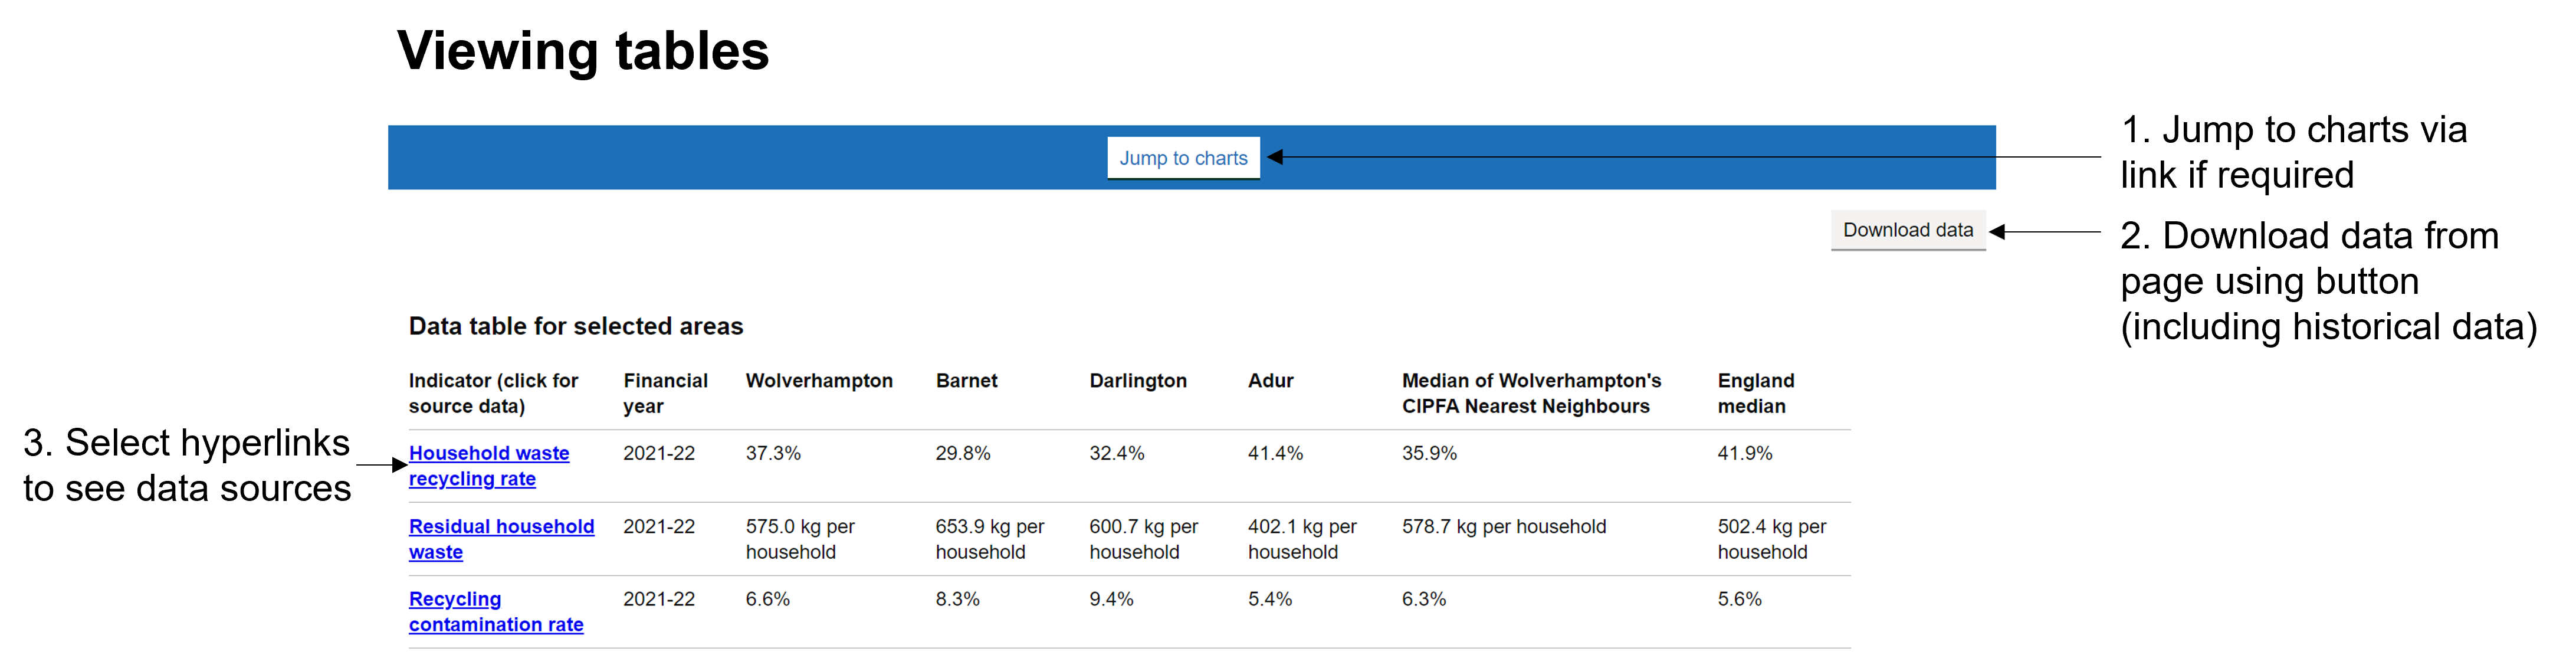 Viewing tables
Jump to charts
1. Jump to charts via
link if required
Download data
2. Download data from
page using button
(including historical data)
Data table for selected areas
Indicator (click for source data) Financial year Wolverhampton Barnet Darlington Adur Median of Wolverhampton's CIPFA Nearest Neighbours England median
3. Select hyperlinks
to see data sources
Household waste recycling rate 2021-22 37.3% 29.8% 32.4% 41.4% 35.9% 41.9%
Residual household waste 2021-22 575.0 kg per household 653.9 kg per household 600.7 kg per household 402.1 kg per household 578.7 kg per household 502.4 kg per household
Recycling contamination rate 2021-22 6.6% 8.3% 9.4% 5.4% 6.3% 5.6%